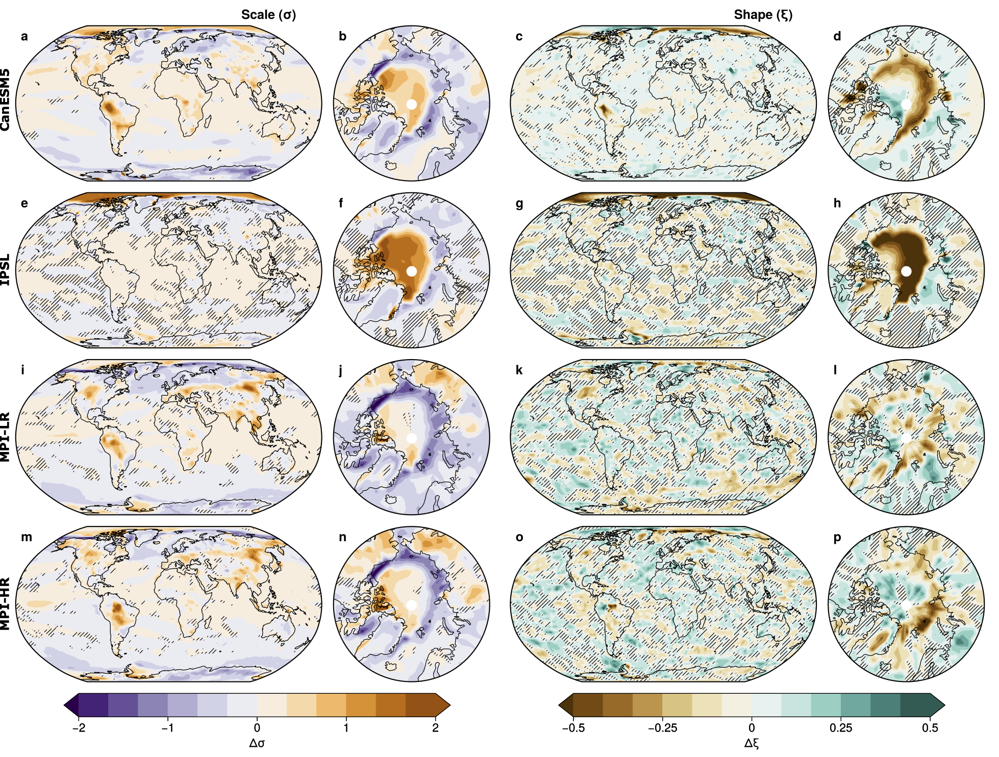 Scale (σ) Shape (ξ)
a b c d
CanESM5
e f g h
IPSL
i j k l
MPI-LR
m n o p
MPI-HR
−2 −1 0 1 2
Δσ
−0.5 −0.25 0 0.25 0.5
Δξ